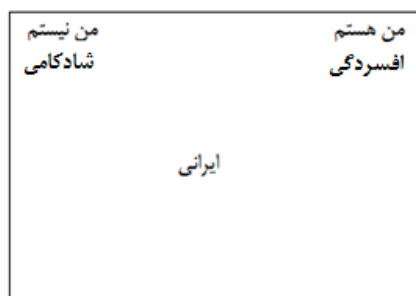 من هستم
افسردگی
من نیستم
شادکامی
ایرانی